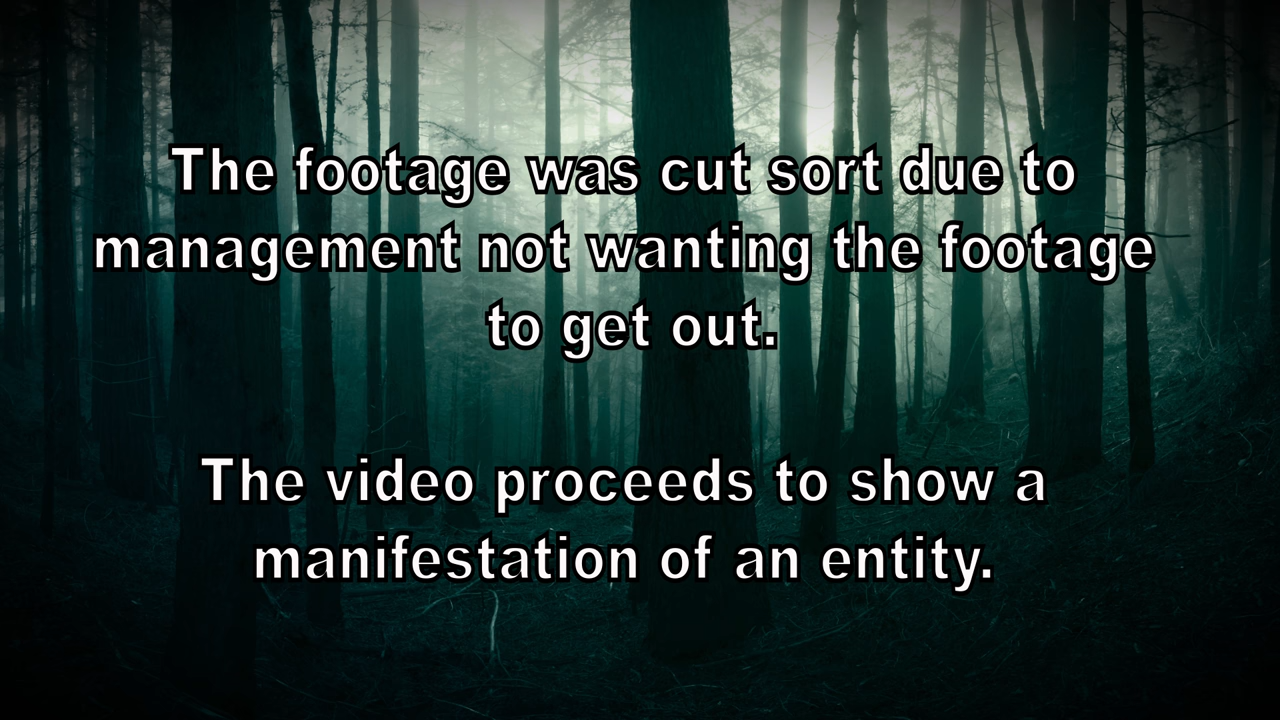 The footage was cut sort due to
management not wanting the footage
to get out.
The video proceeds to show a
manifestation of an entity.